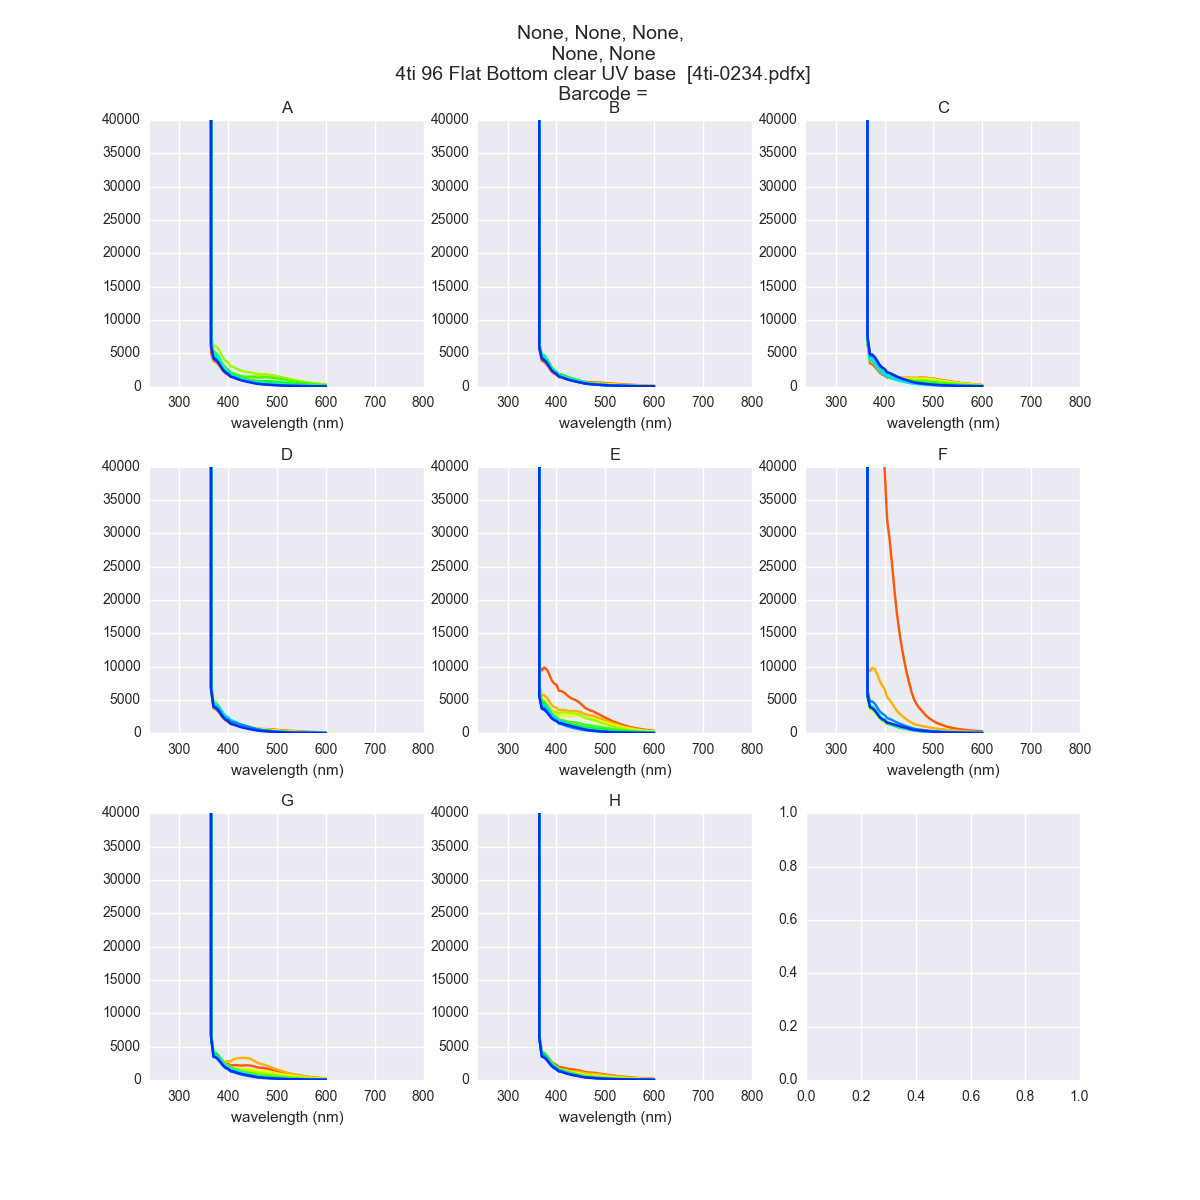 None, None, None,
None, None
4ti 96 Flat Bottom clear UV base  [4ti-0234.pdfx]
Barcode =
A
40000
35000
30000
25000
20000
15000
10000
5000
0
300 400 500 600 700 800
wavelength (nm)
B
40000
35000
30000
25000
20000
15000
10000
5000
0
300 400 500 600 700 800
wavelength (nm)
C
40000
35000
30000
25000
20000
15000
10000
5000
0
300 400 500 600 700 800
wavelength (nm)
D
40000
35000
30000
25000
20000
15000
10000
5000
0
300 400 500 600 700 800
wavelength (nm)
E
40000
35000
30000
25000
20000
15000
10000
5000
0
300 400 500 600 700 800
wavelength (nm)
F
40000
35000
30000
25000
20000
15000
10000
5000
0
300 400 500 600 700 800
wavelength (nm)
G
40000
35000
30000
25000
20000
15000
10000
5000
0
300 400 500 600 700 800
wavelength (nm)
H
40000
35000
30000
25000
20000
15000
10000
5000
0
300 400 500 600 700 800
wavelength (nm)
1.0
0.8
0.6
0.4
0.2
0.0
0.0 0.2 0.4 0.6 0.8 1.0